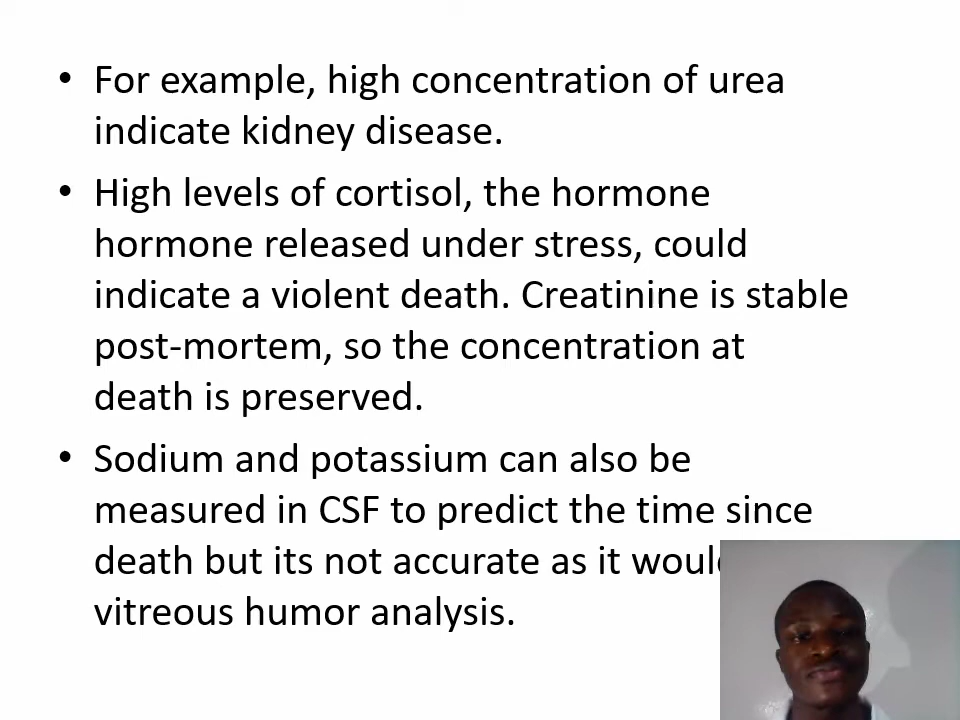 • For example, high concentration of urea
indicate kidney disease.
• High levels of cortisol, the hormone
hormone released under stress, could
indicate a violent death. Creatinine is stable
post-mortem, so the concentration at
death is preserved.
• Sodium and potassium can also be
measured in CSF to predict the time since
death but its not accurate as it
vitreous humor analysis.